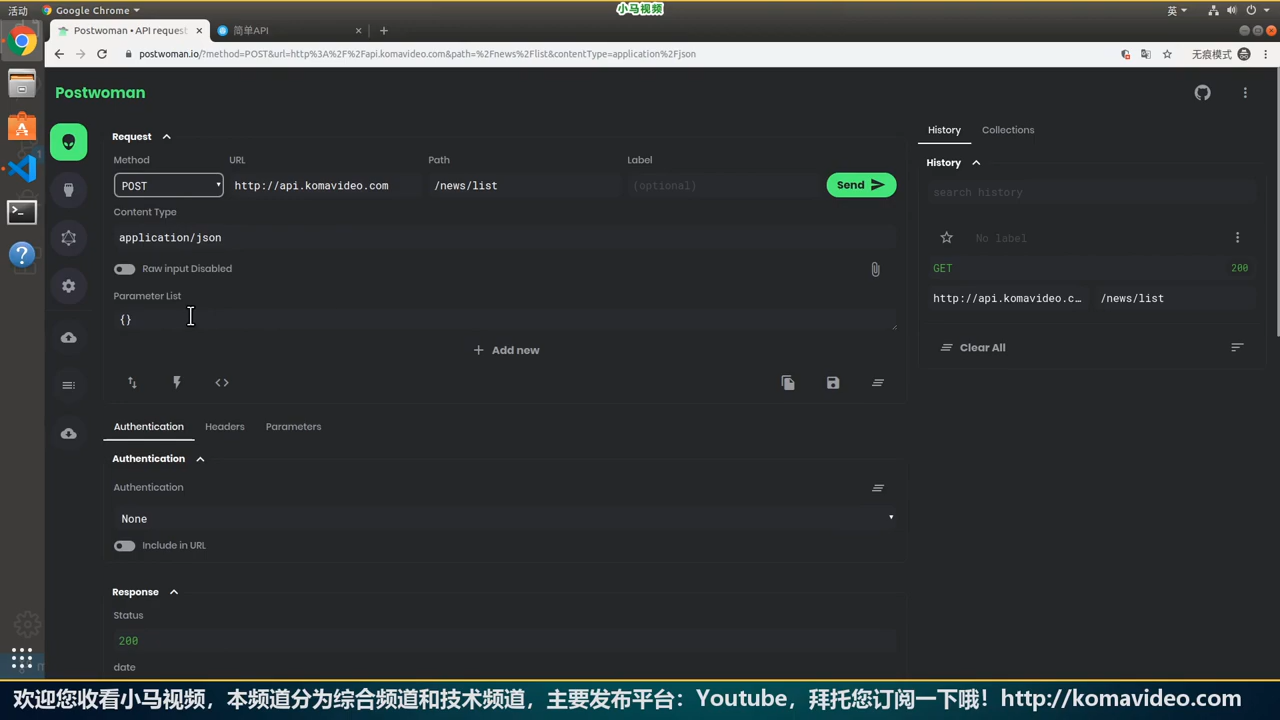 小马视频
活动
Google Chrome
英
Postwoman • API request
简单API
postwoman.io/?method=POST&url=http%3A%2F%2Fapi.komavideo.com&path=%2Fnews%2Flist&contentType=application%2Fjson
无痕模式
Postwoman
Request
Method
URL
Path
Label
POST
http://api.komavideo.com
/news/list
(optional)
Send
Content Type
application/json
Raw input Disabled
Parameter List
{}
Add new
Authentication
Headers
Parameters
Authentication
Authentication
None
Include in URL
Response
Status
200
date
History
Collections
History
search history
No label
GET
200
http://api.komavideo.c…
/news/list
Clear All
欢迎您收看小马视频，本频道分为综合频道和技术频道，主要发布平台：Youtube，拜托您订阅一下哦！http://komavideo.com